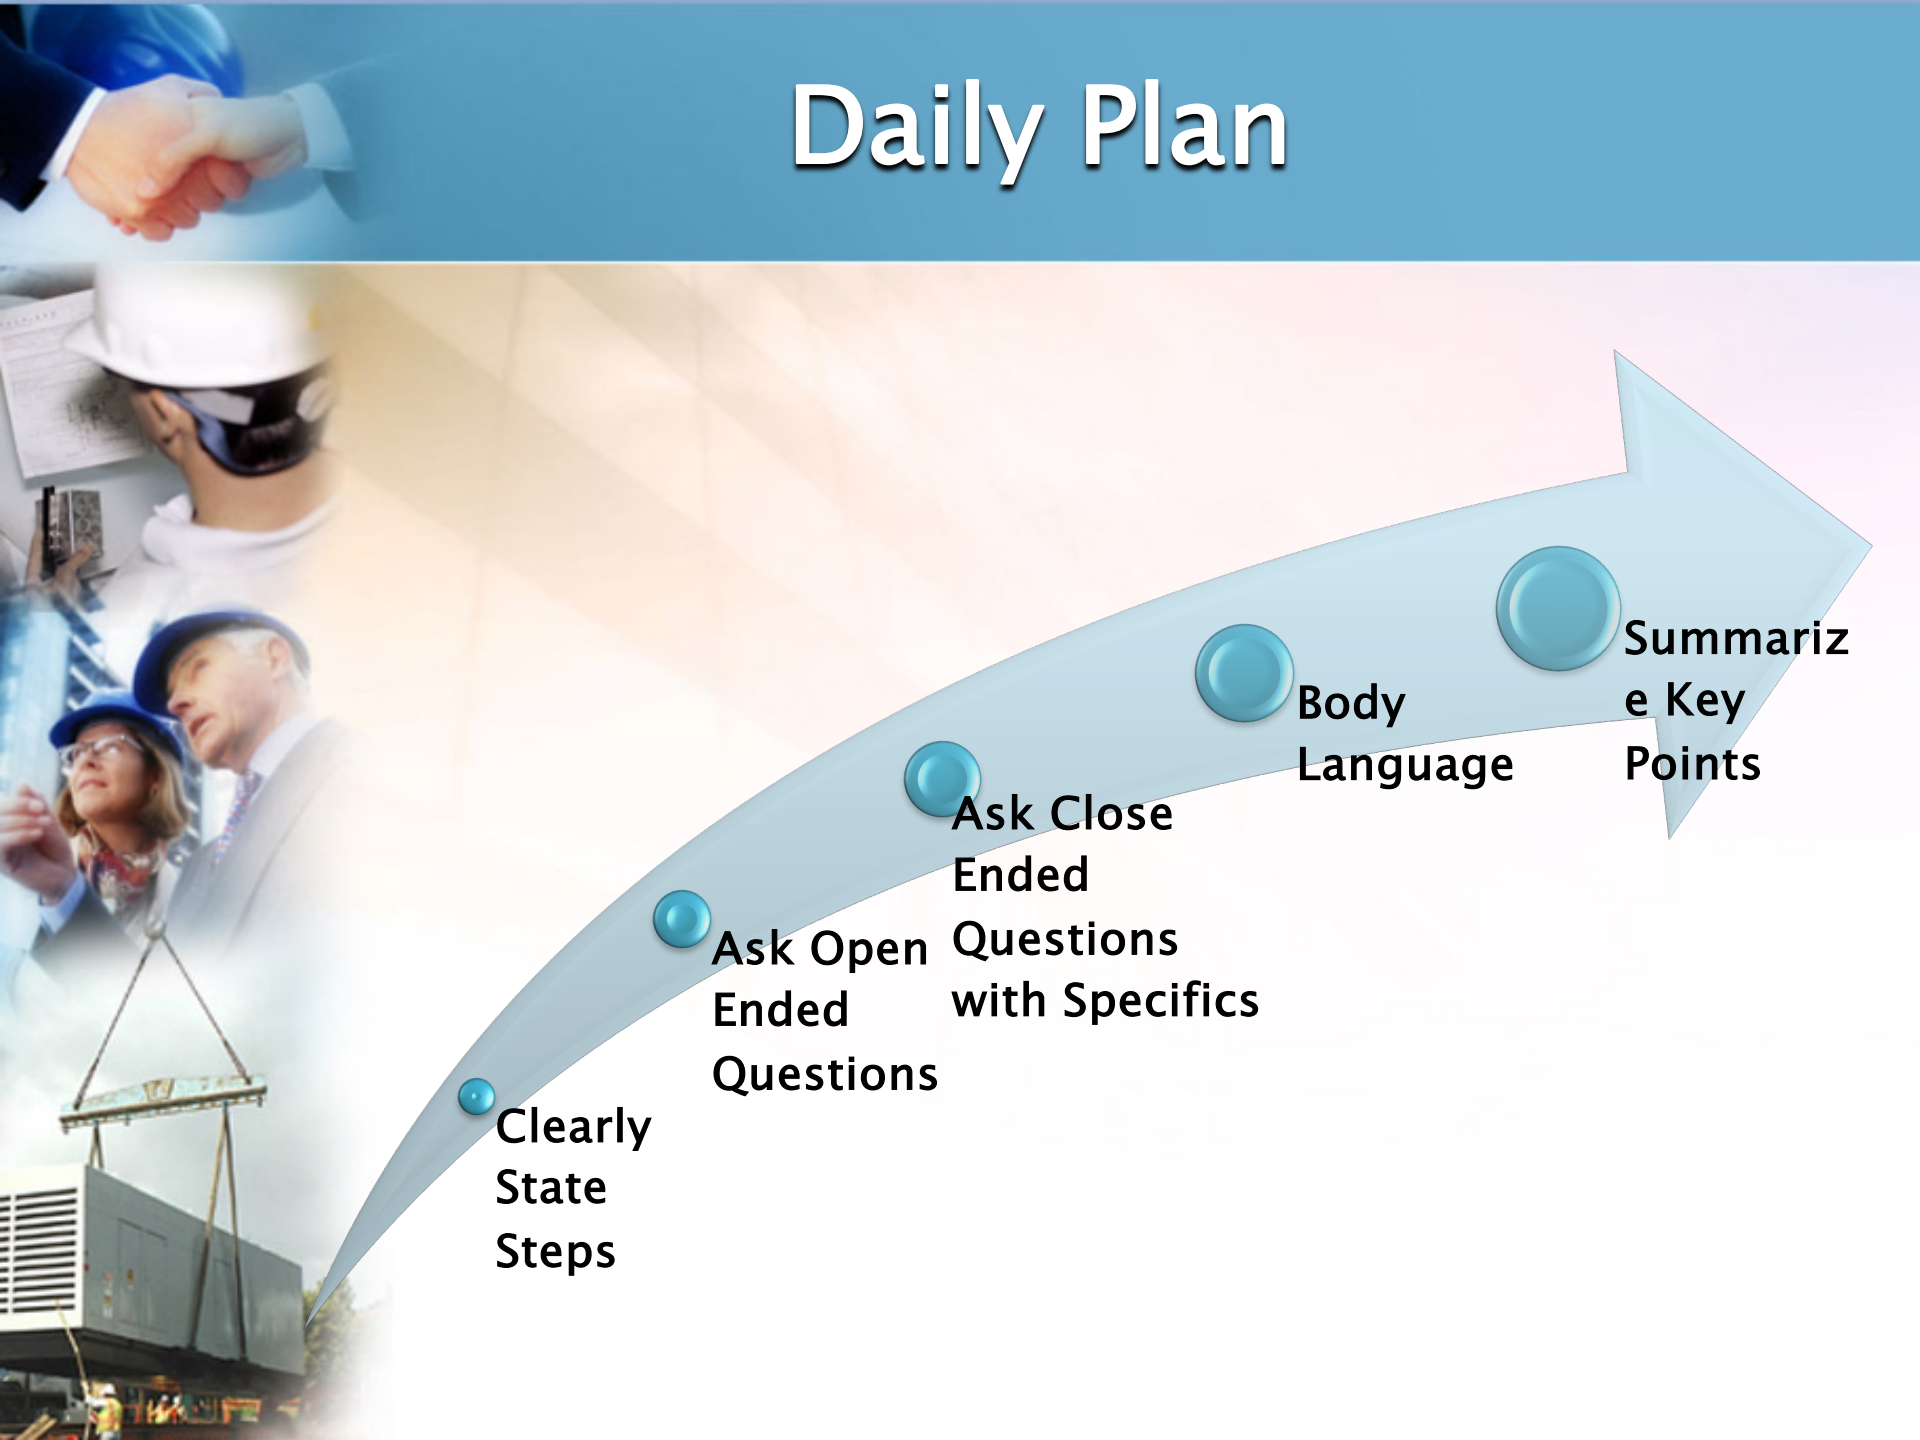 Daily Plan
Clearly
State
Steps
Ask Open
Ended
Questions
Ask Close
Ended
Questions
with Specifics
Body
Language
Summariz
e Key
Points